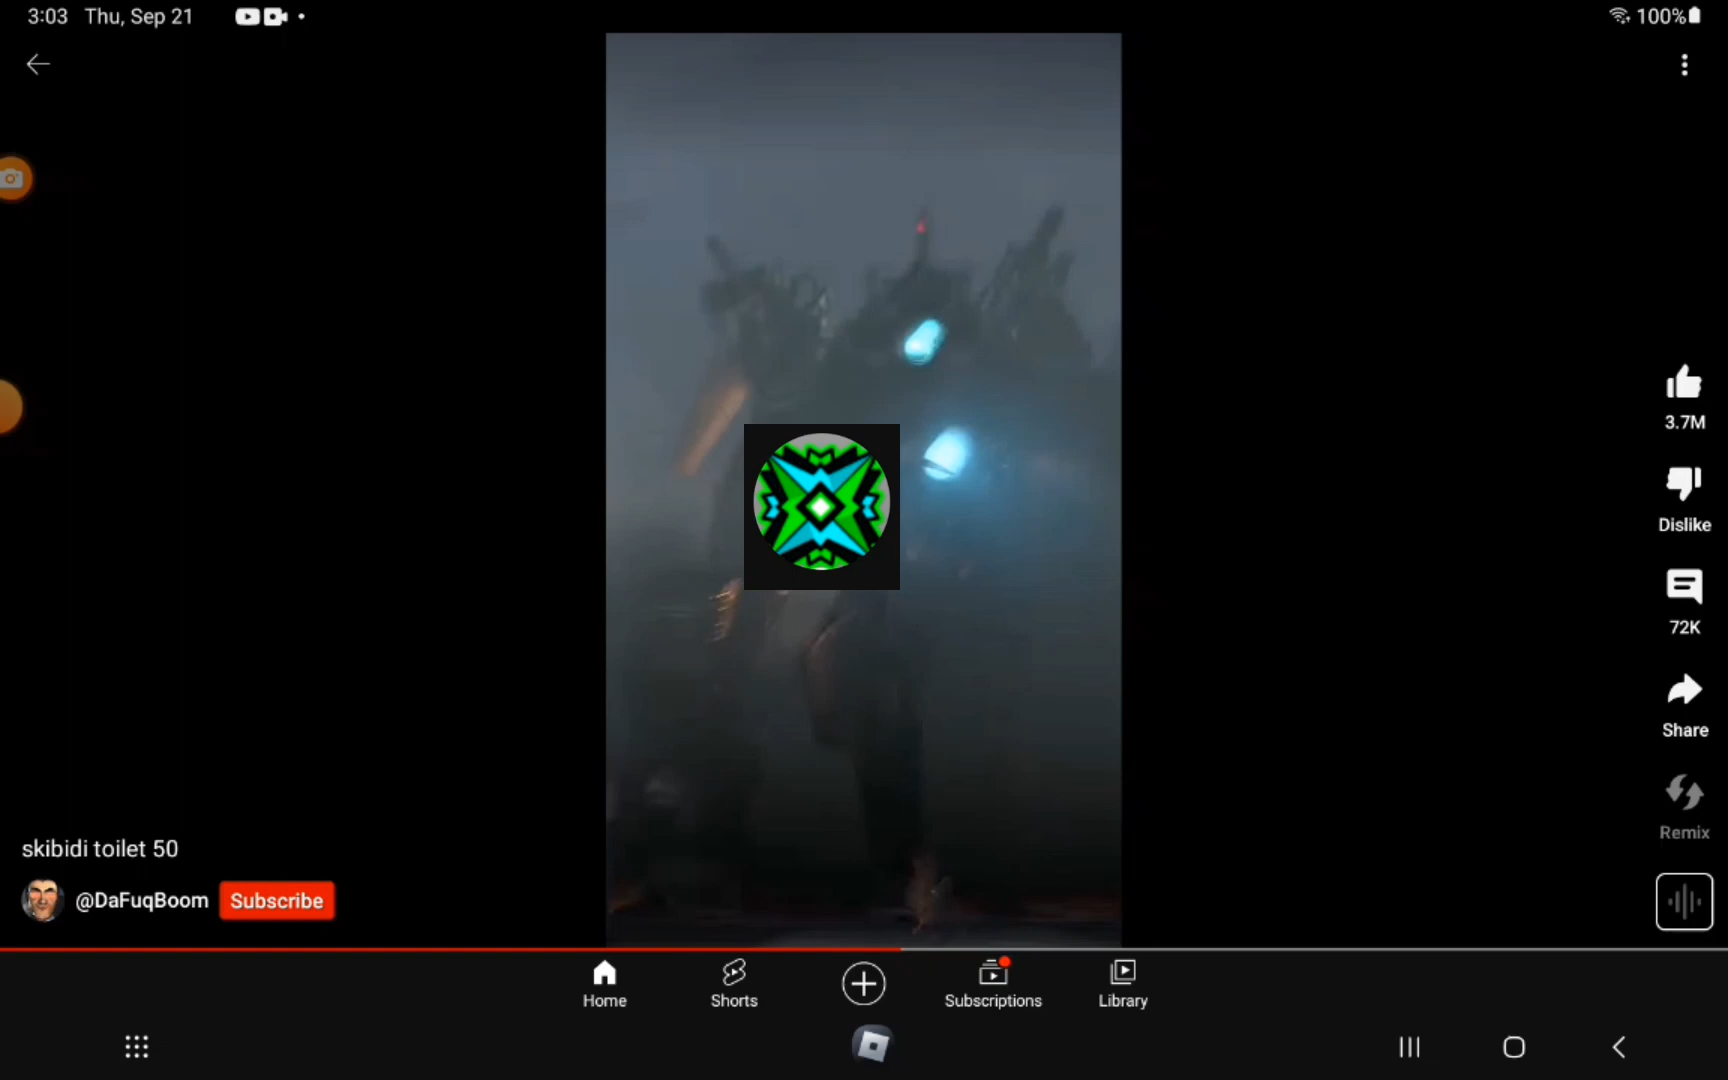 3:03 Thu, Sep 21
100%
3.7M
Dislike
72K
Share
Remix
skibidi toilet 50
@DaFuqBoom Subscribe
Home Shorts Subscriptions Library